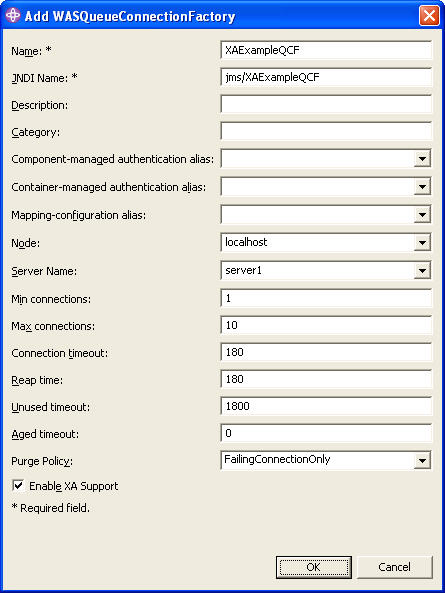 Add WASQueueConnectionFactory
Name: * XAExampleQCF
JNDI Name: * jms/XAExampleQCF
Description:
Category:
Component-managed authentication alias:
Container-managed authentication alias:
Mapping-configuration alias:
Node: localhost
Server Name: server1
Min connections: 1
Max connections: 10
Connection timeout: 180
Reap time: 180
Unused timeout: 1800
Aged timeout: 0
Purge Policy: FailingConnectionOnly
Enable XA Support
* Required field.
OK Cancel